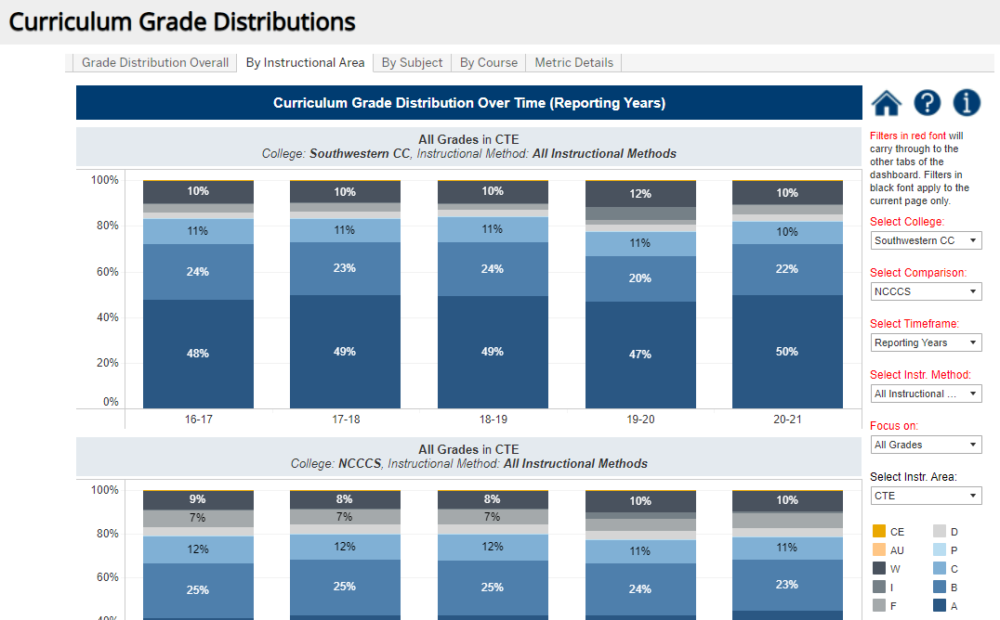 Curriculum Grade Distributions
Grade Distribution Overall By Instructional Area By Subject By Course Metric Details
Curriculum Grade Distribution Over Time (Reporting Years)
All Grades in CTE
College: Southwestern CC, Instructional Method: All Instructional Methods
100%
80%
60%
40%
20%
0%
10% 10% 10% 12% 10%
11% 11% 11% 11% 10%
24% 23% 24% 20% 22%
48% 49% 49% 47% 50%
16-17 17-18 18-19 19-20 20-21
All Grades in CTE
College: NCCCS, Instructional Method: All Instructional Methods
100%
80%
60%
40%
9% 8% 8% 10% 10%
7% 7% 7%
12% 12% 12% 11% 11%
25% 25% 25% 24% 23%
Filters in red font will
carry through to the
other tabs of the
dashboard. Filters in
black font apply to the
current page only.
Select College:
Southwestern CC
Select Comparison:
NCCCS
Select Timeframe:
Reporting Years
Select Instr. Method:
All Instructional ...
Focus on:
All Grades
Select Instr. Area:
CTE
CE D
AU P
W C
I B
F A